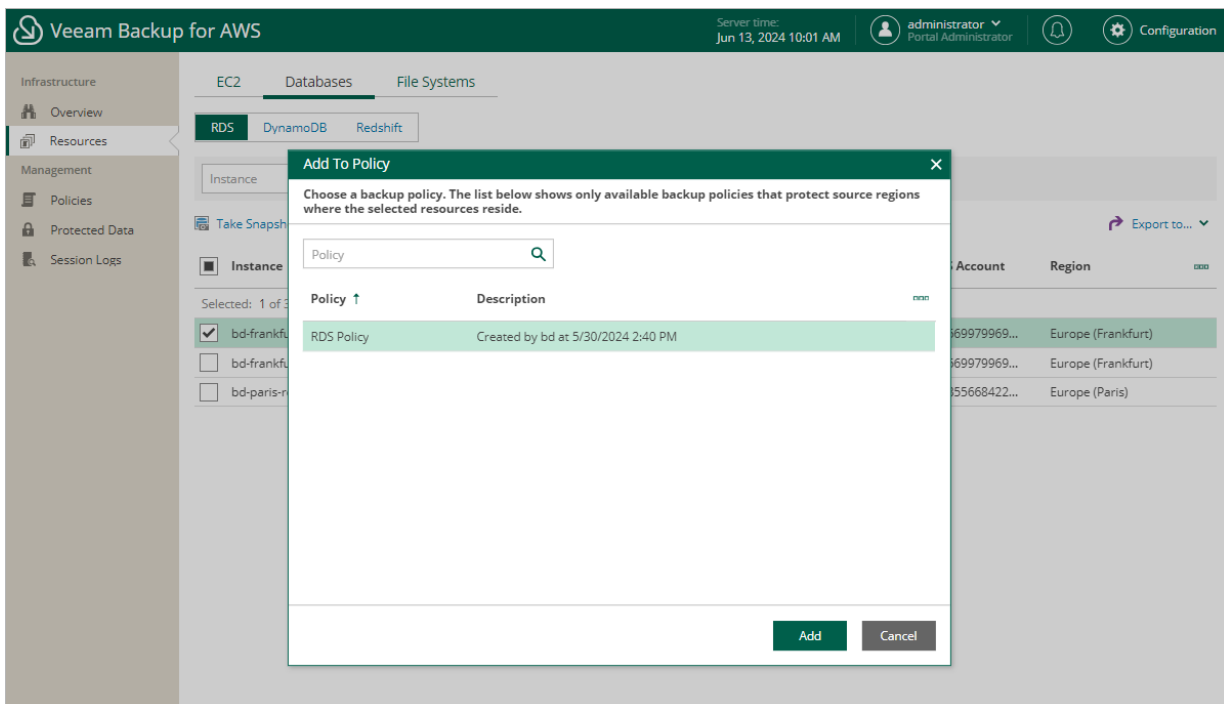 Veeam Backup for AWS
Server time:
Jun 13, 2024 10:01 AM
administrator
Portal Administrator
Configuration
Infrastructure
Overview
Resources
Management
Policies
Protected Data
Session Logs
EC2 Databases File Systems
RDS DynamoDB Redshift
Instance
Take Snapsh
Export to...
Instance Account Region
Selected: 1 of 3
bd-frankfu 569979969... Europe (Frankfurt)
bd-frankfu 569979969... Europe (Frankfurt)
bd-paris-r 355668422... Europe (Paris)
Add To Policy
Choose a backup policy. The list below shows only available backup policies that protect source regions
where the selected resources reside.
Policy
Policy ↑ Description
RDS Policy Created by bd at 5/30/2024 2:40 PM
Add Cancel